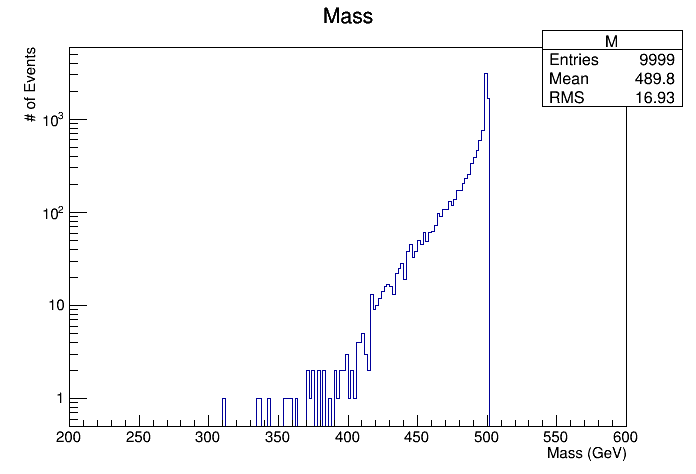 Mass
M
Entries 9999
Mean 489.8
RMS 16.93
# of Events
10³
10²
10
1
200 250 300 350 400 450 500 550 600
Mass (GeV)